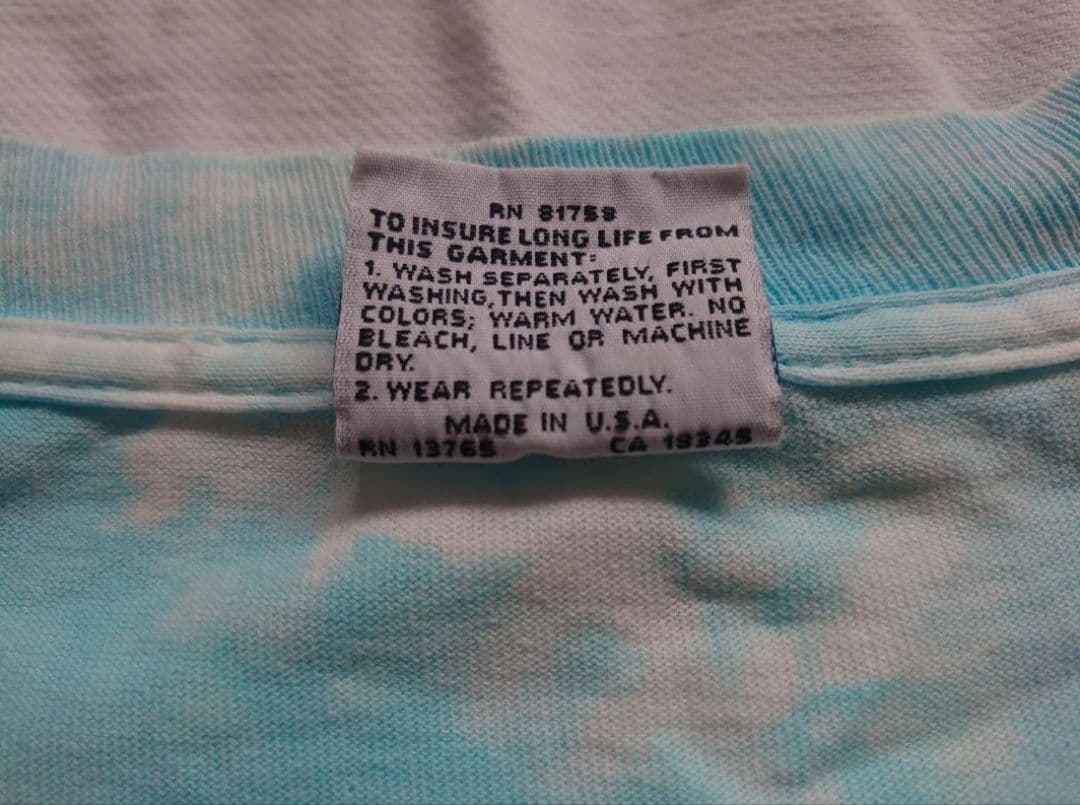 RN 81758
TO INSURE LONG LIFE FROM
THIS GARMENT:
1. WASH SEPARATELY, FIRST
WASHING, THEN WASH WITH
COLORS; WARM WATER. NO
BLEACH, LINE OR MACHINE
DRY.
2. WEAR REPEATEDLY.
MADE IN U.S.A.
RN 13765 CA 18345